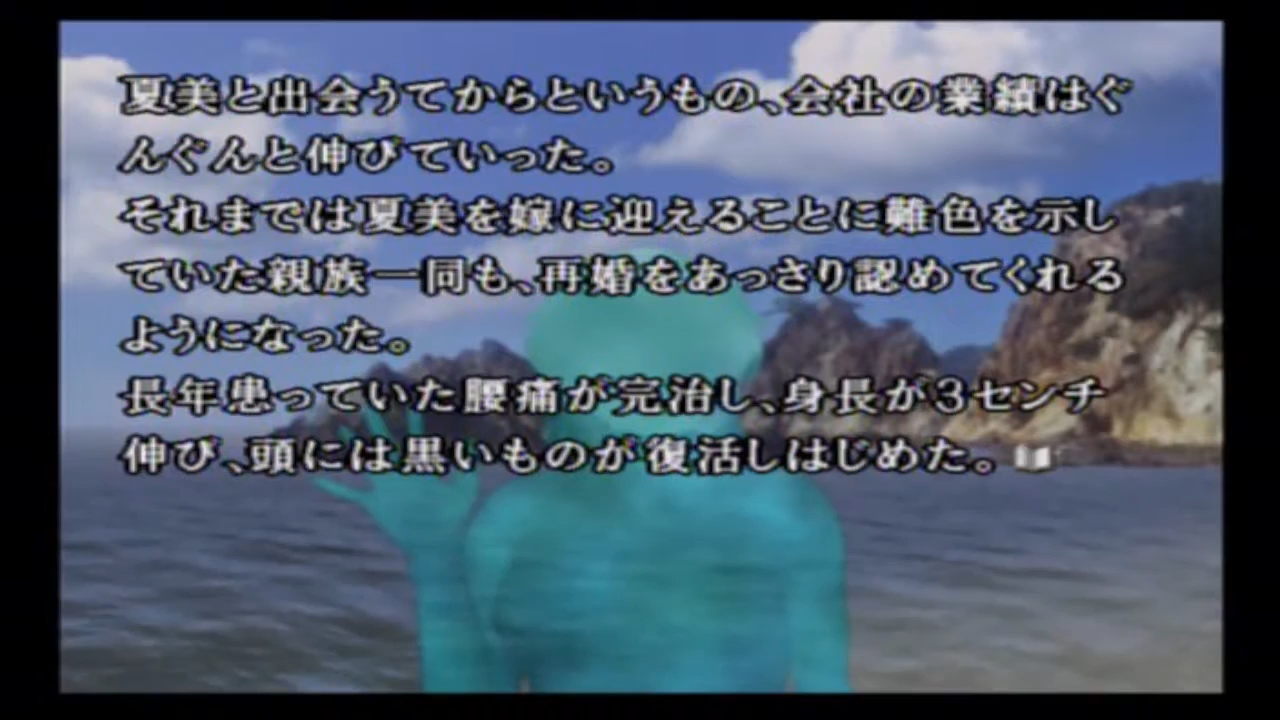 夏美と出会うてからというもの、会社の業績はぐ
んぐんと伸びていった。
それまでは夏美を嫁に迎えることに難色を示し
ていた親族一同も、再婚をあっさり認めてくれる
ようになった。
長年患っていた腰痛が完治し、身長が３センチ
伸び、頭には黒いものが復活しはじめた。